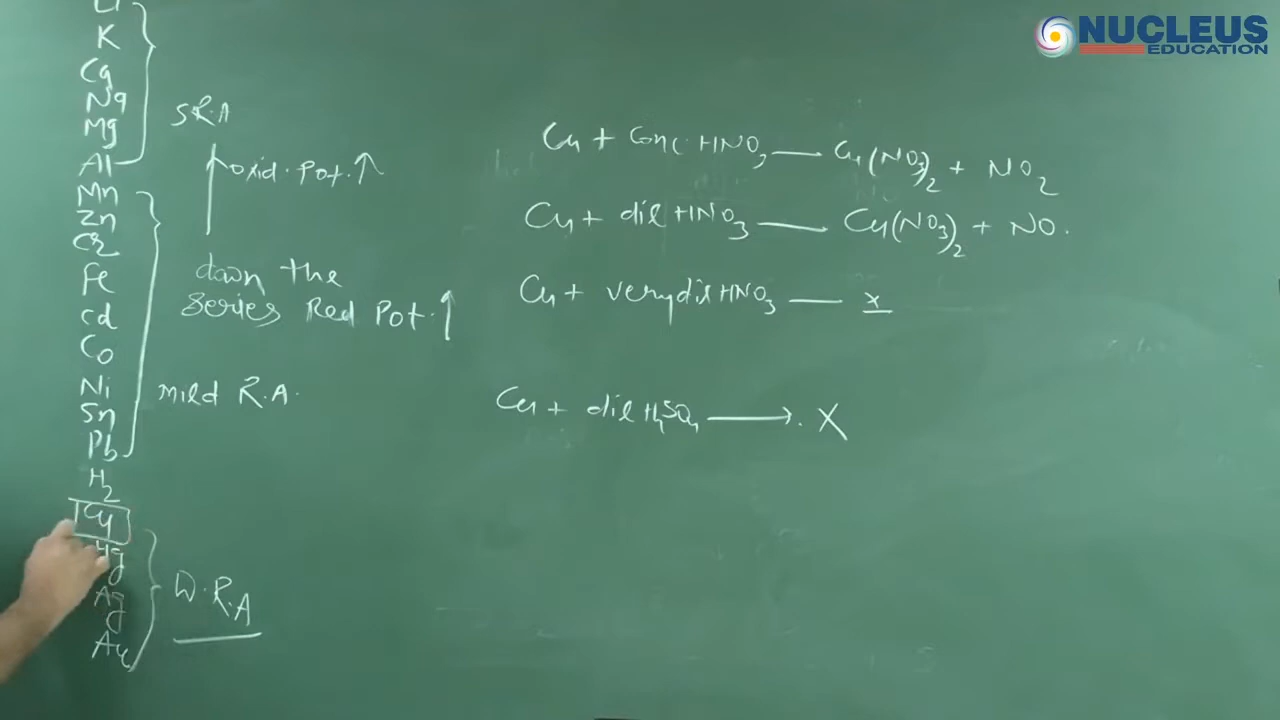 Li
K
Ca
Na
Mg
Al
Mn
Zn
Cr
Fe
Cd
Co
Ni
Sn
Pb
H2
Cu
Hg
Ag
Au
S.R.A
oxid. Pot. ↑
down the
series Red Pot. ↑
mild R.A.
W.R.A
NUCLEUS
EDUCATION
Cu + Conc. HNO3 — Cu(NO3)2 + NO2
Cu + dil HNO3 — Cu(NO3)2 + NO.
Cu + very dil HNO3 — x
Cu + dil H2SO4 → . X